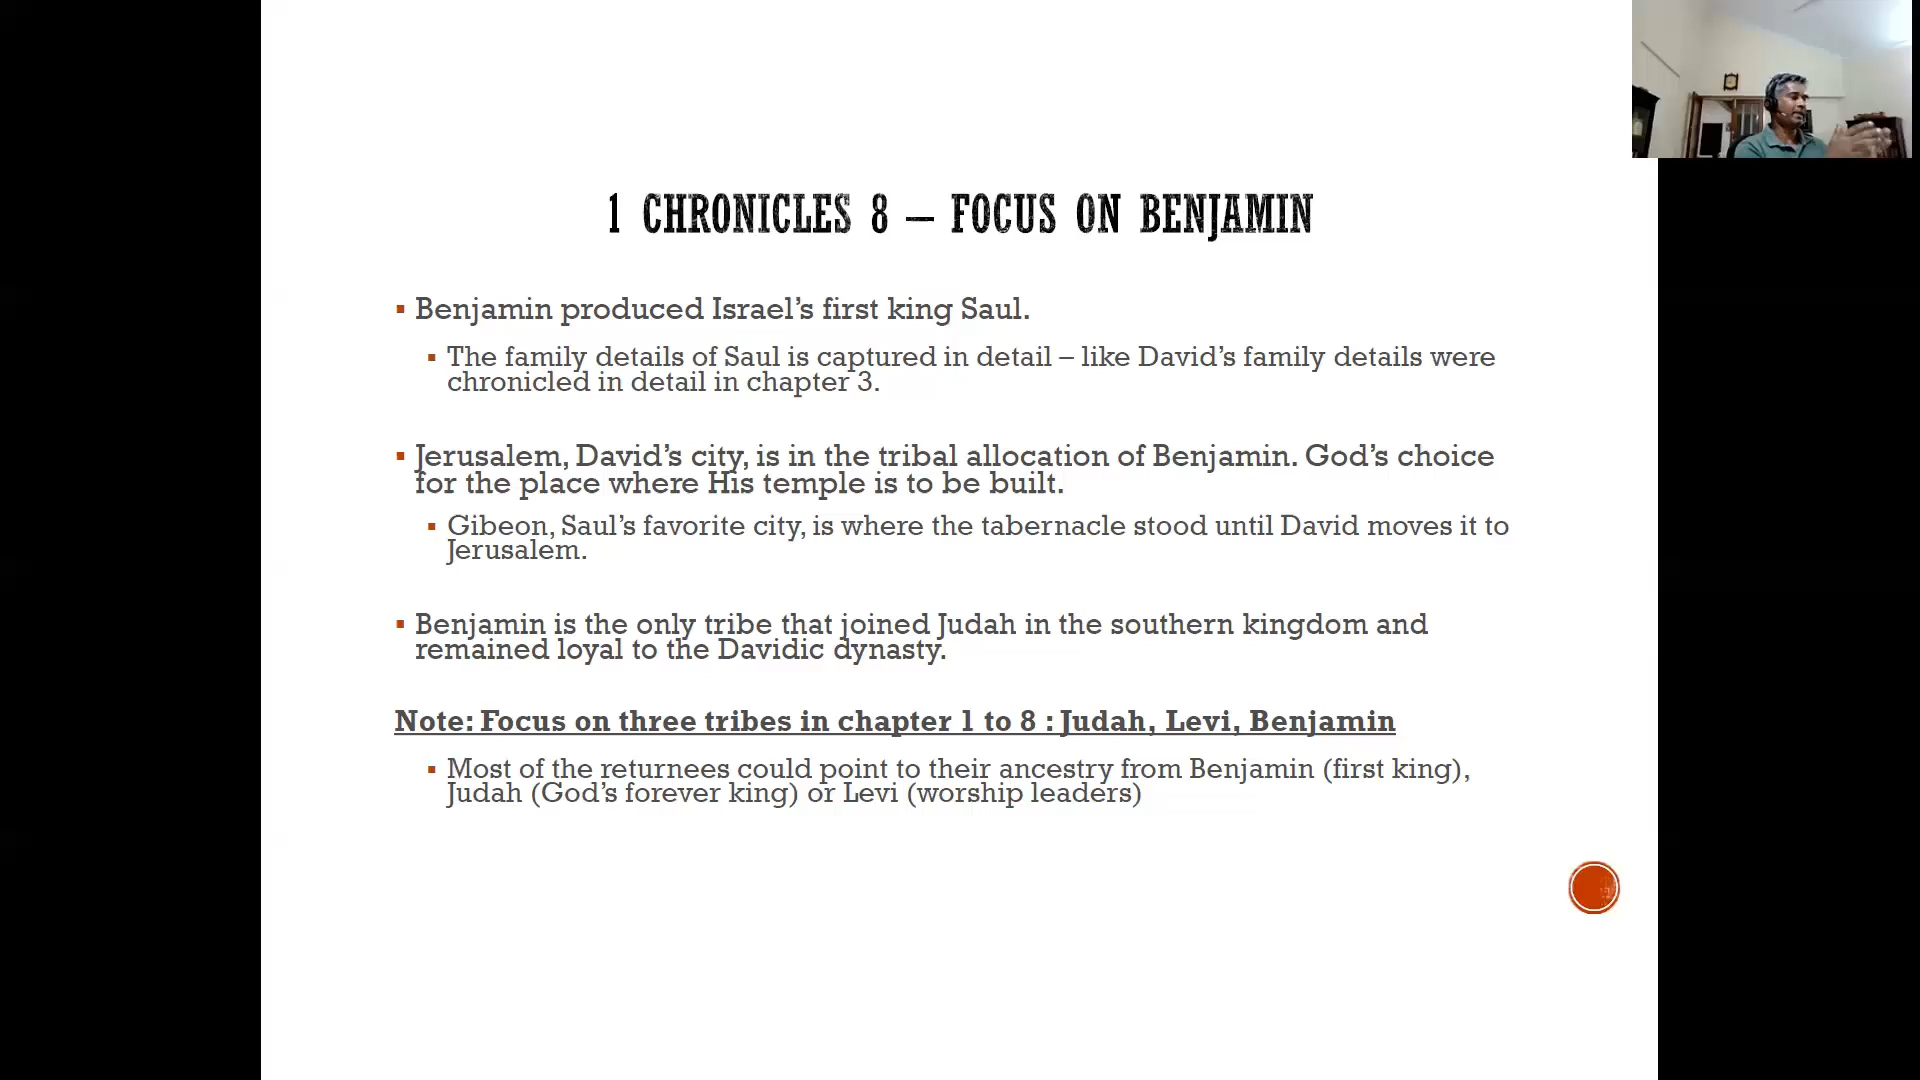 1 CHRONICLES 8 – FOCUS ON BENJAMIN
▪ Benjamin produced Israel’s first king Saul.
▪ The family details of Saul is captured in detail – like David’s family details were
chronicled in detail in chapter 3.
▪ Jerusalem, David’s city, is in the tribal allocation of Benjamin. God’s choice
for the place where His temple is to be built.
▪ Gibeon, Saul’s favorite city, is where the tabernacle stood until David moves it to
Jerusalem.
▪ Benjamin is the only tribe that joined Judah in the southern kingdom and
remained loyal to the Davidic dynasty.
Note: Focus on three tribes in chapter 1 to 8 : Judah, Levi, Benjamin
▪ Most of the returnees could point to their ancestry from Benjamin (first king),
Judah (God’s forever king) or Levi (worship leaders)